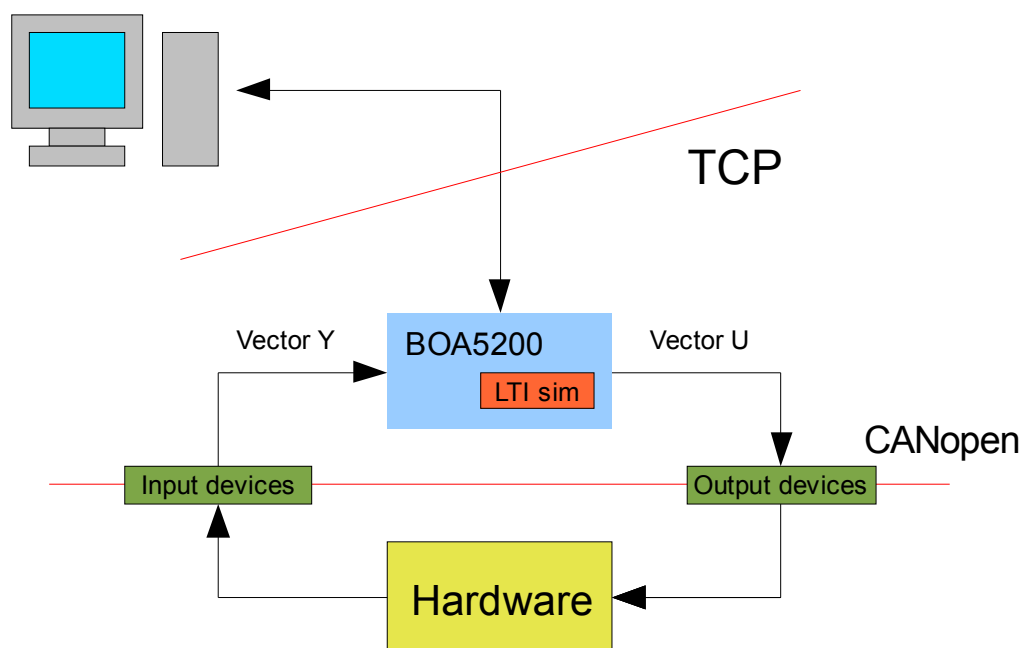 TCP
Vector Y
BOA5200
Vector U
LTI sim
CANopen
Input devices
Output devices
Hardware